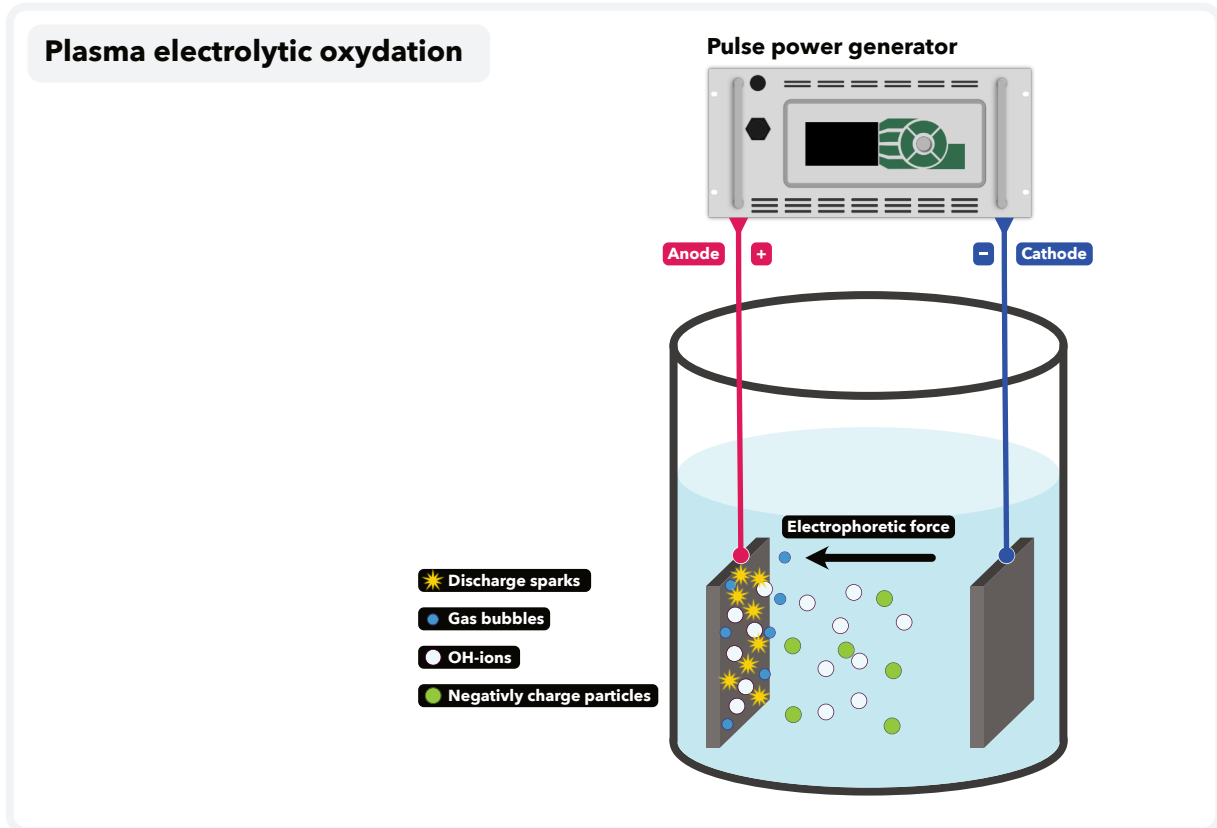 Plasma electrolytic oxydation
Pulse power generator
Anode +
− Cathode
Electrophoretic force
Discharge sparks
Gas bubbles
OH-ions
Negativly charge particles